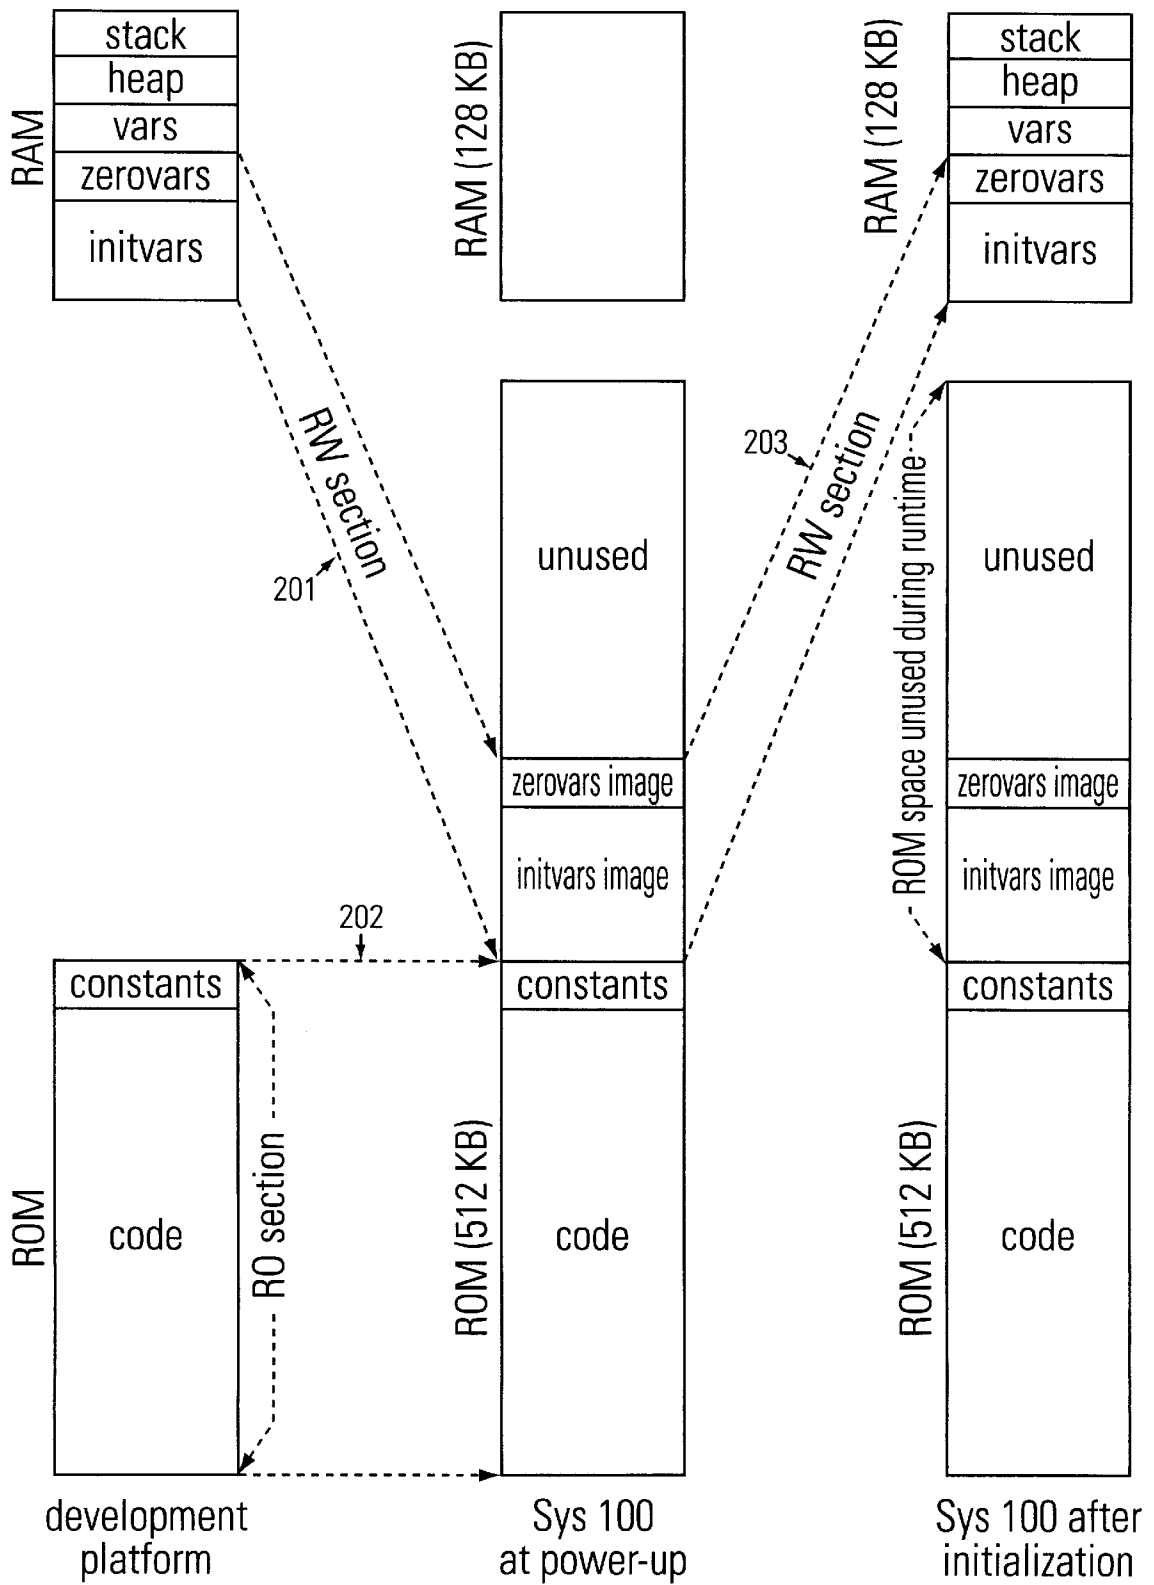 stack
heap
vars
zerovars
initvars
RAM
RAM (128 KB)
RAM (128 KB)
stack
heap
vars
zerovars
initvars
RW section
201
203
RW section
unused
zerovars image
initvars image
ROM space unused during runtime
unused
zerovars image
initvars image
202
constants
code
ROM
RO section
constants
code
ROM (512 KB)
constants
code
ROM (512 KB)
development
platform
Sys 100
at power-up
Sys 100 after
initialization